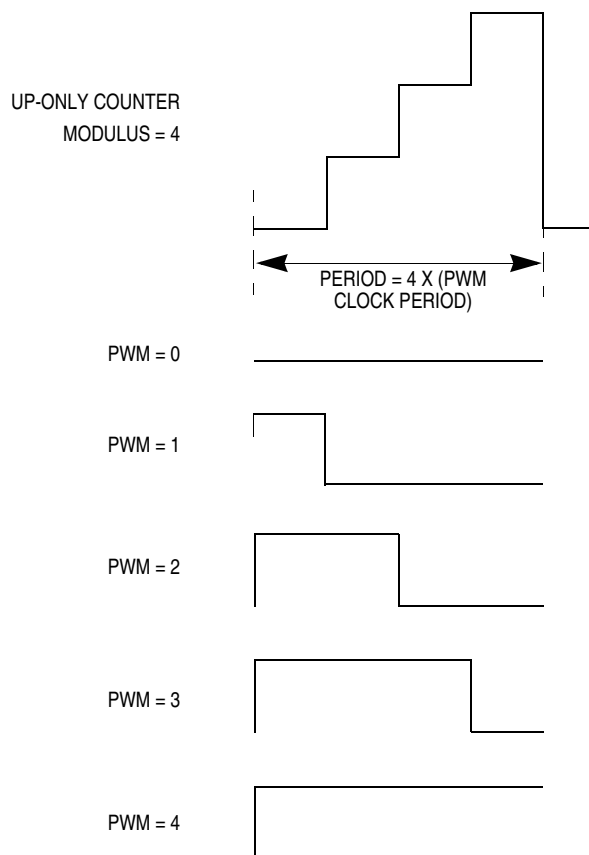 UP-ONLY COUNTER
MODULUS = 4
PERIOD = 4 X (PWM
CLOCK PERIOD)
PWM = 0
PWM = 1
PWM = 2
PWM = 3
PWM = 4